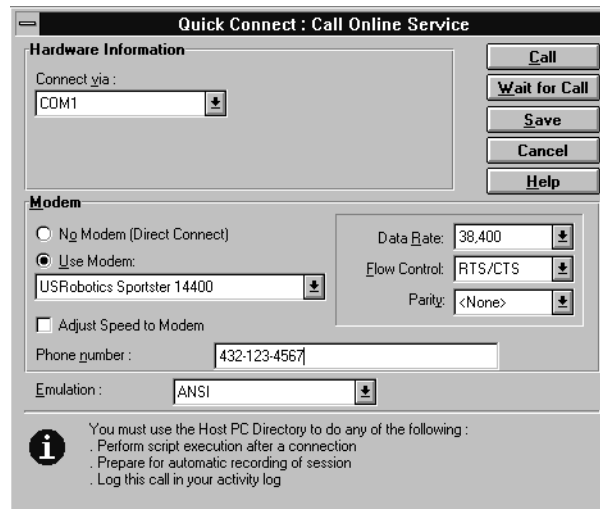 Quick Connect : Call Online Service
Hardware Information
Connect via :
COM1
Call
Wait for Call
Save
Cancel
Help
Modem
No Modem (Direct Connect)
Use Modem:
USRobotics Sportster 14400
Adjust Speed to Modem
Data Rate: 38,400
Flow Control: RTS/CTS
Parity: <None>
Phone number : 432-123-4567
Emulation : ANSI
You must use the Host PC Directory to do any of the following :
. Perform script execution after a connection
. Prepare for automatic recording of session
. Log this call in your activity log